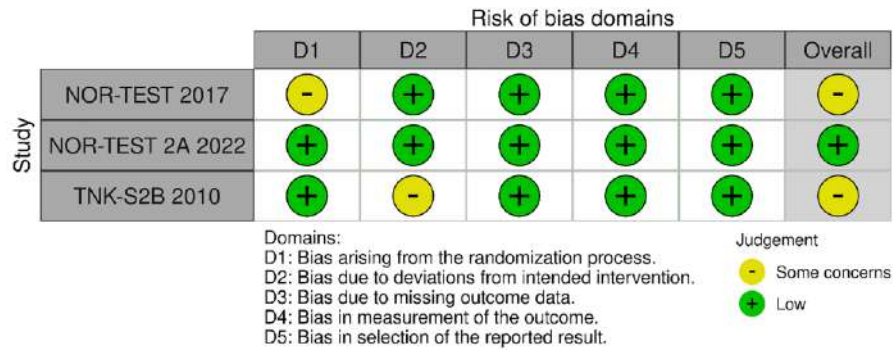 Risk of bias domains
D1 D2 D3 D4 D5 Overall
Study
NOR-TEST 2017 - + + + + -
NOR-TEST 2A 2022 + + + + + +
TNK-S2B 2010 + - + + + -
Domains:
D1: Bias arising from the randomization process.
D2: Bias due to deviations from intended intervention.
D3: Bias due to missing outcome data.
D4: Bias in measurement of the outcome.
D5: Bias in selection of the reported result.
Judgement
- Some concerns
+ Low